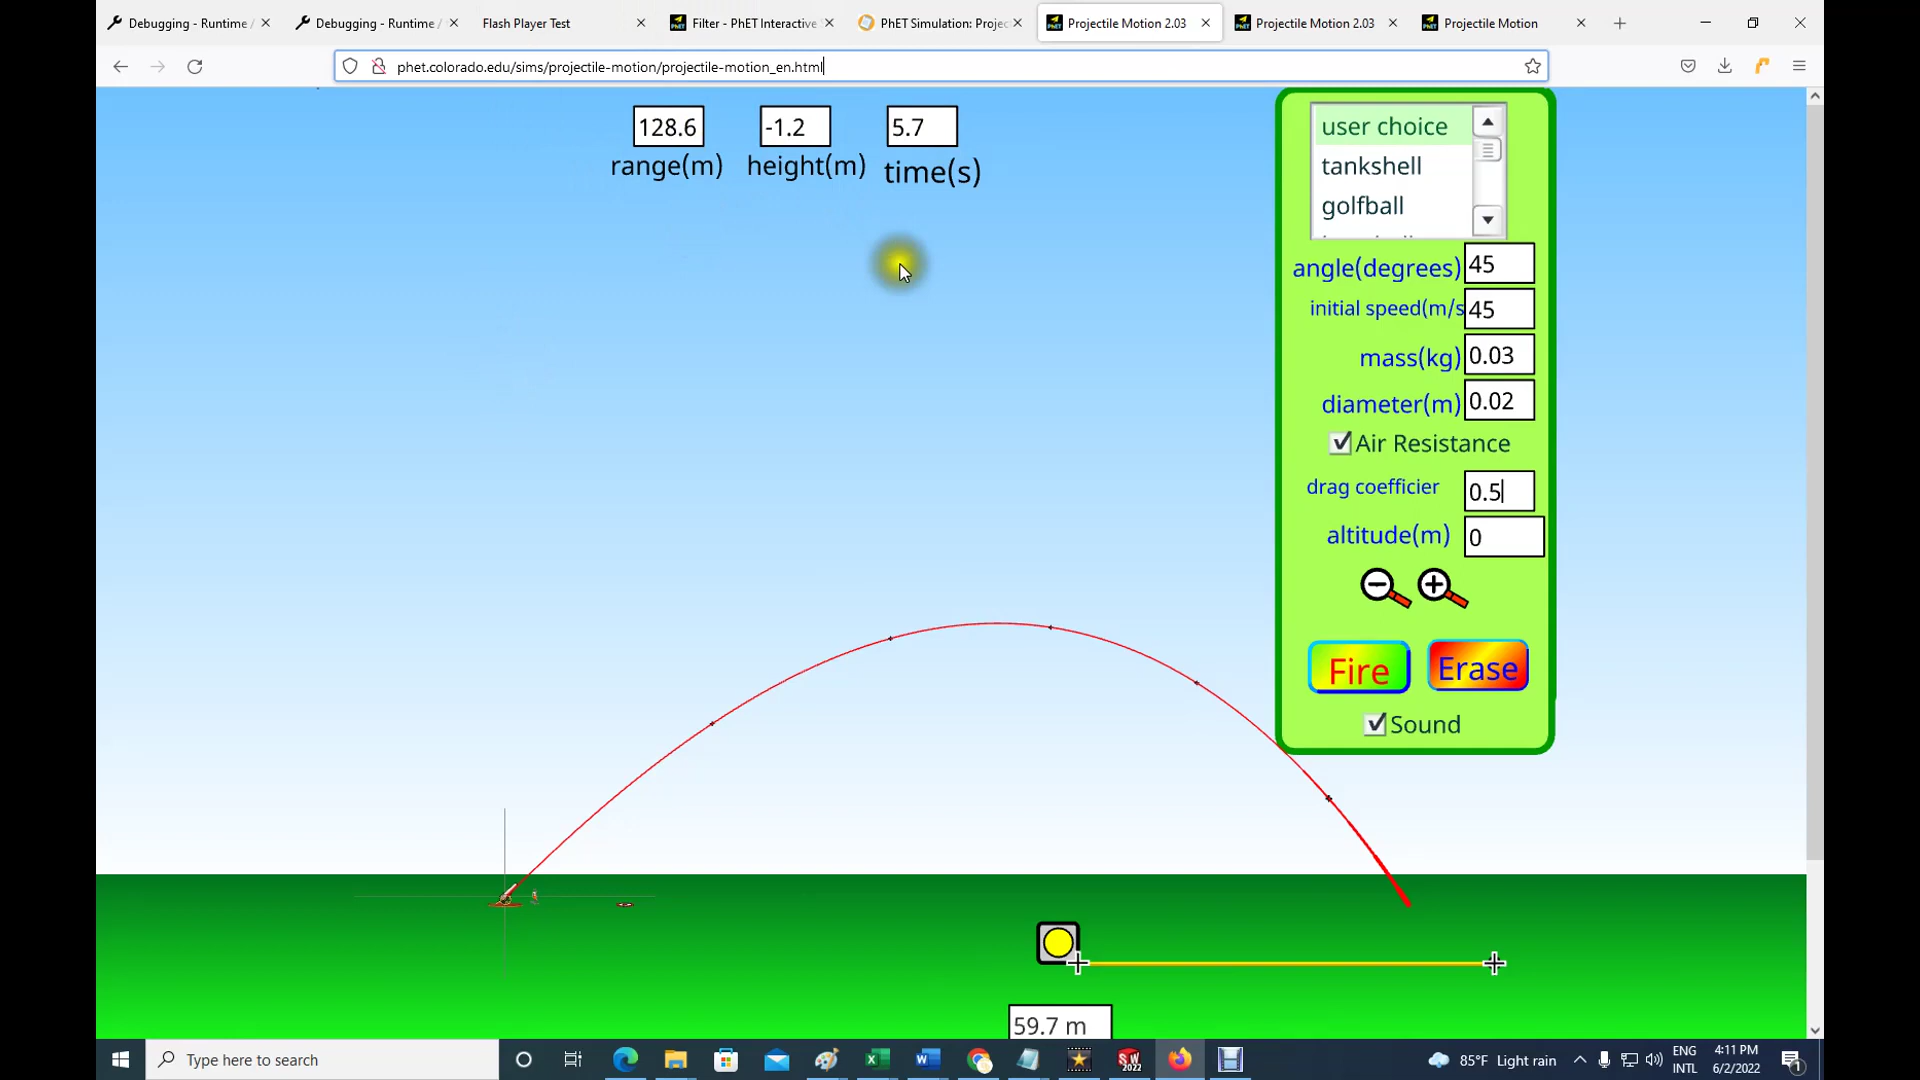 Debugging - Runtime /
Debugging - Runtime /
Flash Player Test
Filter - PhET Interactive S
PhET Simulation: Projec
Projectile Motion 2.03
Projectile Motion 2.03
Projectile Motion
phet.colorado.edu/sims/projectile-motion/projectile-motion_en.html
128.6
-1.2
5.7
range(m)
height(m)
time(s)
user choice
tankshell
golfball
angle(degrees)
45
initial speed(m/s
45
mass(kg)
0.03
diameter(m)
0.02
Air Resistance
drag coefficier
0.5
altitude(m)
0
Fire
Erase
Sound
59.7 m
Type here to search
SW
2022
85°F Light rain
ENG
INTL
4:11 PM
6/2/2022
1